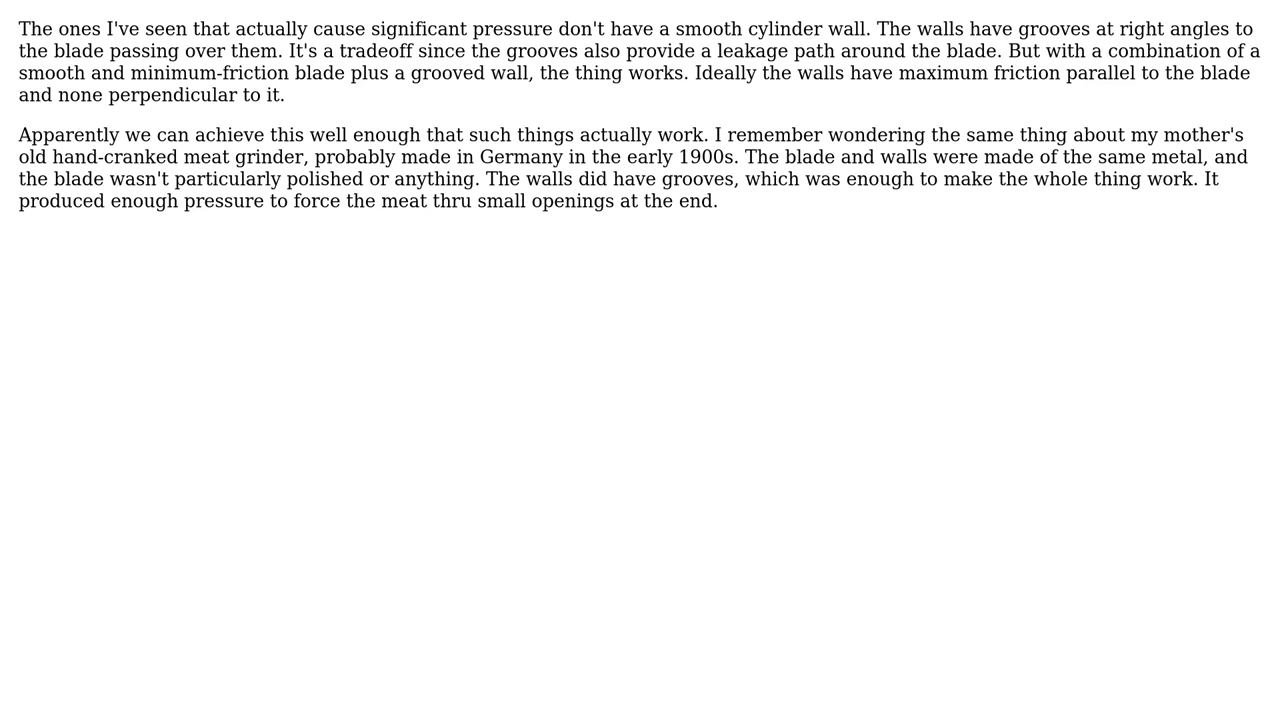 The ones I've seen that actually cause significant pressure don't have a smooth cylinder wall. The walls have grooves at right angles to
the blade passing over them. It's a tradeoff since the grooves also provide a leakage path around the blade. But with a combination of a
smooth and minimum-friction blade plus a grooved wall, the thing works. Ideally the walls have maximum friction parallel to the blade
and none perpendicular to it.
Apparently we can achieve this well enough that such things actually work. I remember wondering the same thing about my mother's
old hand-cranked meat grinder, probably made in Germany in the early 1900s. The blade and walls were made of the same metal, and
the blade wasn't particularly polished or anything. The walls did have grooves, which was enough to make the whole thing work. It
produced enough pressure to force the meat thru small openings at the end.